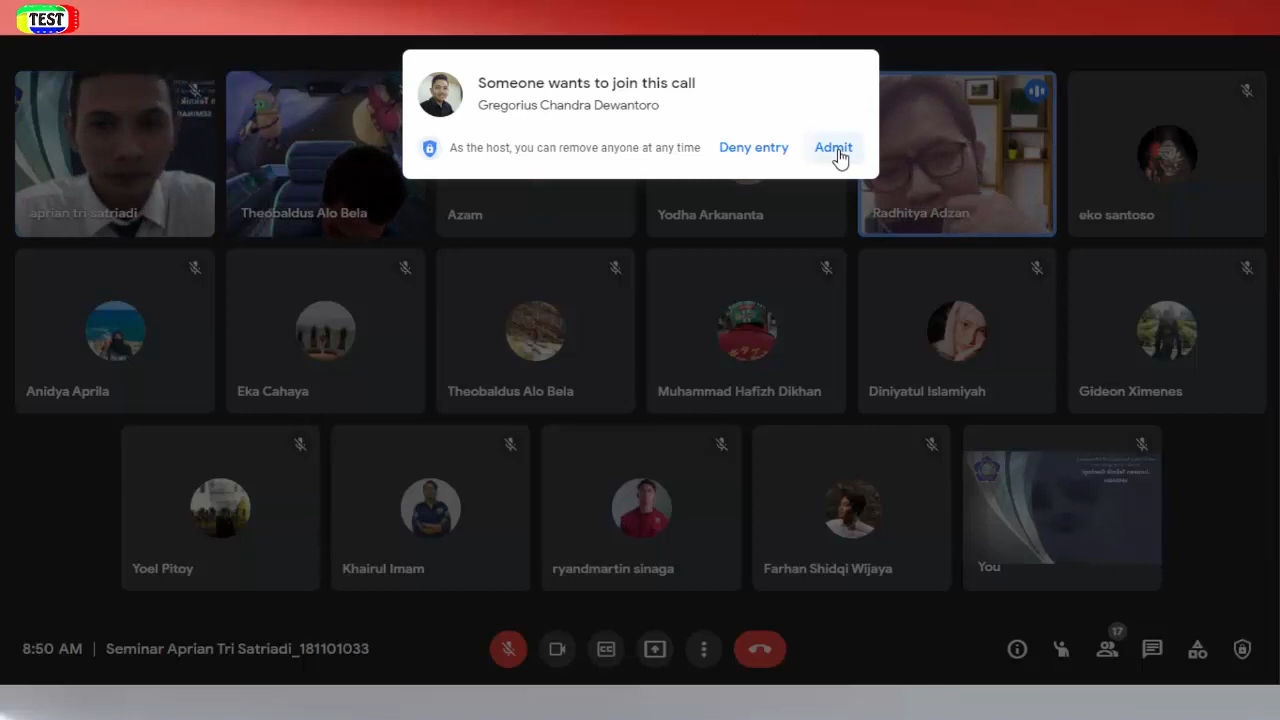 TEST
Someone wants to join this call
Gregorius Chandra Dewantoro
As the host, you can remove anyone at any time
Deny entry
Admit
aprian tri satriadi
Theobaldus Alo Bela
Azam
Yodha Arkananta
Radhitya Adzan
eko santoso
Anidya Aprila
Eka Cahaya
Theobaldus Alo Bela
Muhammad Hafizh Dikhan
Diniyatul Islamiyah
Gideon Ximenes
Yoel Pitoy
Khairul Imam
ryandmartin sinaga
Farhan Shidqi Wijaya
You
8:50 AM | Seminar Aprian Tri Satriadi_181101033
17